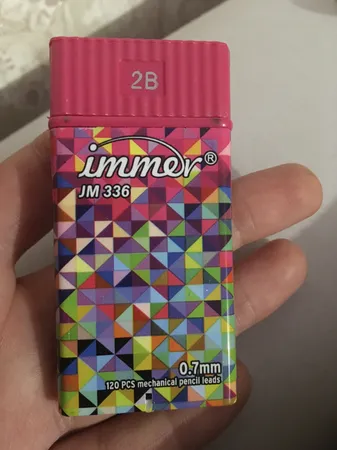 2B
immer®
JM 336
0.7mm
120 PCS mechanical pencil leads